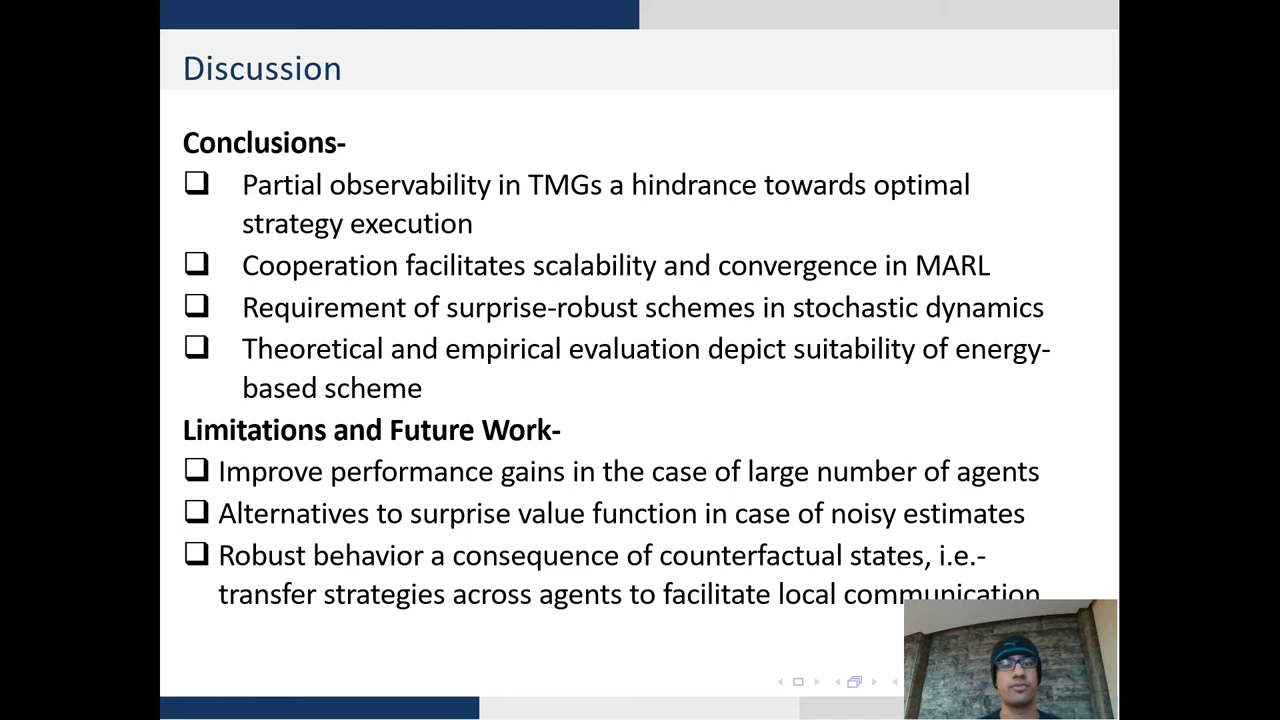 Discussion
Conclusions-
Partial observability in TMGs a hindrance towards optimal
strategy execution
Cooperation facilitates scalability and convergence in MARL
Requirement of surprise-robust schemes in stochastic dynamics
Theoretical and empirical evaluation depict suitability of energy-
based scheme
Limitations and Future Work-
Improve performance gains in the case of large number of agents
Alternatives to surprise value function in case of noisy estimates
Robust behavior a consequence of counterfactual states, i.e.-
transfer strategies across agents to facilitate local communication